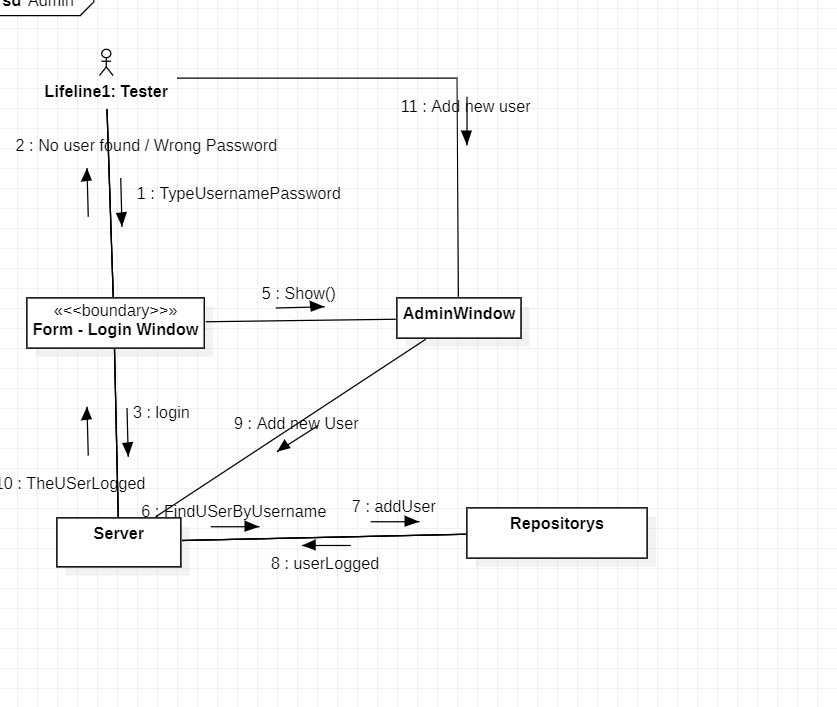 sd Admin
Lifeline1: Tester
11 : Add new user
2 : No user found / Wrong Password
1 : TypeUsernamePassword
5 : Show()
«<<boundary>>»
Form - Login Window
AdminWindow
3 : login
9 : Add new User
10 : TheUSerLogged
6 : FindUSerByUsername
7 : addUser
Server
Repositorys
8 : userLogged